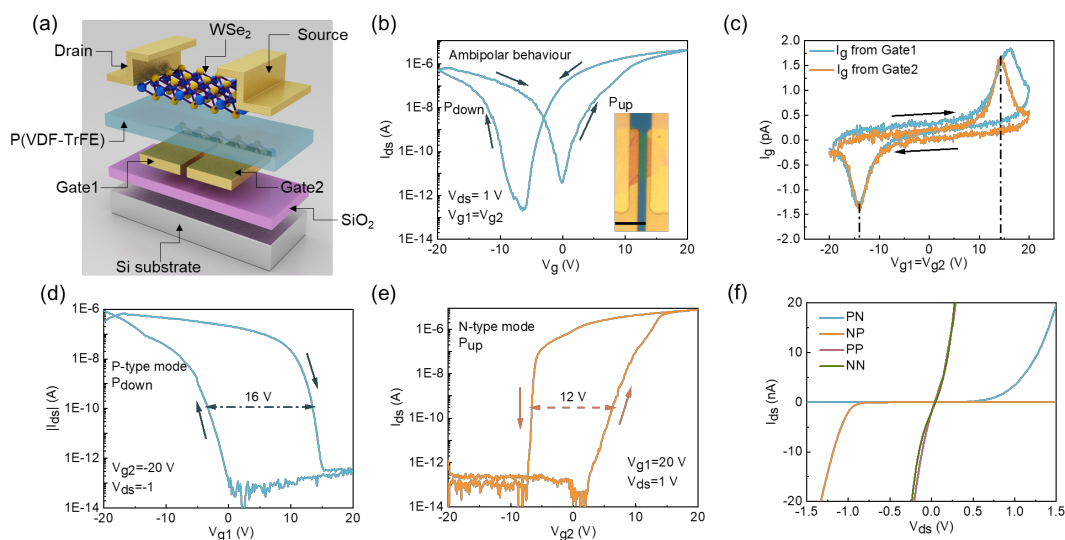 (a)
WSe2
Source
Drain
P(VDF-TrFE)
Gate1
Gate2
SiO2
Si substrate
(b)
1E-4
1E-6
1E-8
1E-10
1E-12
1E-14
Ids (A)
Ambipolar behaviour
Pdown
Pup
Vds= 1 V
Vg1=Vg2
-20 -10 0 10 20
Vg (V)
(c)
2.0
1.5
1.0
0.5
0.0
0.5
1.0
1.5
2.0
Ig (pA)
Ig from Gate1
Ig from Gate2
-20 -10 0 10 20
Vg1=Vg2 (V)
(d)
1E-6
1E-8
1E-10
1E-12
1E-14
|Ids| (A)
P-type mode
Pdown
16 V
Vg2=-20 V
Vds=-1
-20 -10 0 10 20
Vg1 (V)
(e)
1E-6
1E-8
1E-10
1E-12
1E-14
Ids (A)
N-type mode
Pup
12 V
Vg1=20 V
Vds=1 V
-20 -10 0 10 20
Vg2 (V)
(f)
20
10
0
-10
-20
Ids (nA)
PN
NP
PP
NN
-1.5 -1.0 -0.5 0.0 0.5 1.0 1.5
Vds (V)